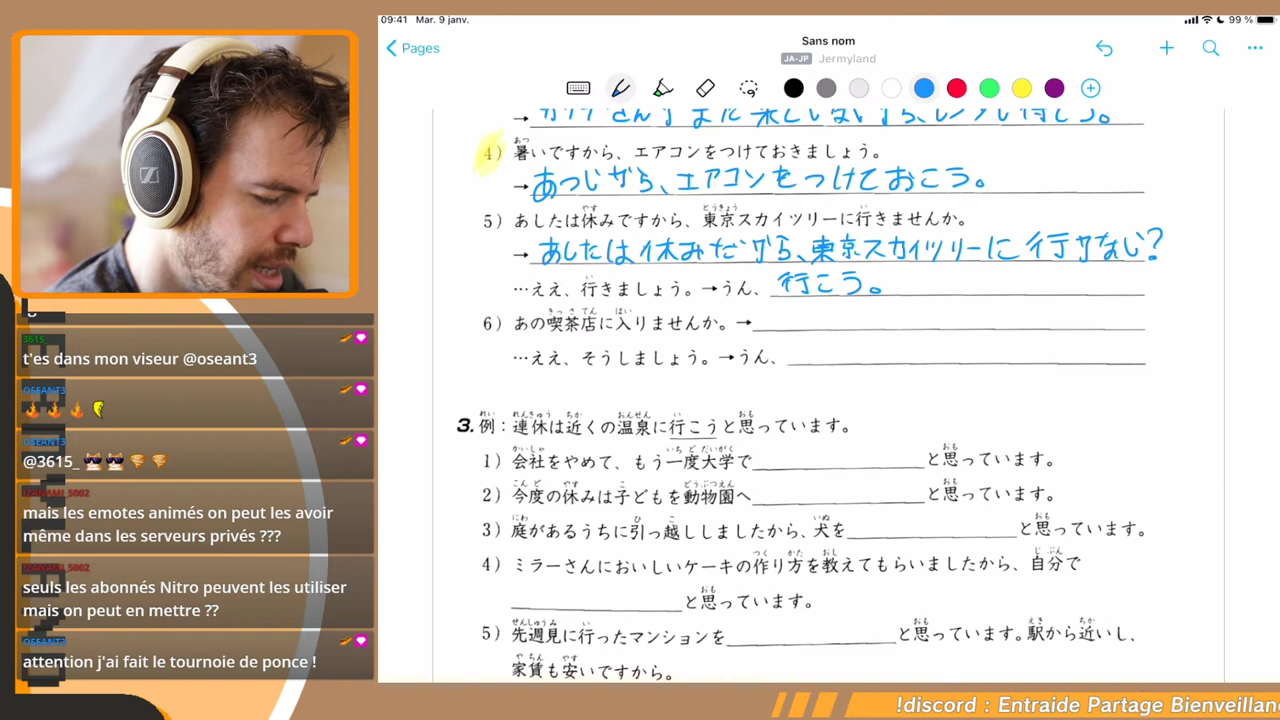 09:41 Mar. 9 janv.
99 %
Pages
Sans nom
JA-JP Jermyland
4) 暑いですから、エアコンをつけておきましょう。
→ あついから、エアコンをつけておこう。
5) あしたは休みですから、東京スカイツリーに行きませんか。
→ あしたは休みだから、東京スカイツリーに行かない?
…ええ、行きましょう。→うん、行こう。
6) あの喫茶店に入りませんか。→
…ええ、そうしましょう。→うん、
3. 例:連休は近くの温泉に行こうと思っています。
1) 会社をやめて、もう一度大学で と思っています。
2) 今度の休みは子どもを動物園へ と思っています。
3) 庭があるうちに引っ越ししましたから、犬を と思っています。
4) ミラーさんにおいしいケーキの作り方を教えてもらいましたから、自分で
と思っています。
5) 先週見に行ったマンションを と思っています。駅から近いし、
家賃も安いですから。
3615
t'es dans mon viseur @oseant3
OSEANT3
OSEANT3
@3615_
IZANAMI_5002
mais les emotes animés on peut les avoir
même dans les serveurs privés ???
IZANAMI_5002
seuls les abonnés Nitro peuvent les utiliser
mais on peut en mettre ??
OSEANT3
attention j'ai fait le tournoie de ponce !
!discord : Entraide Partage Bienveillan